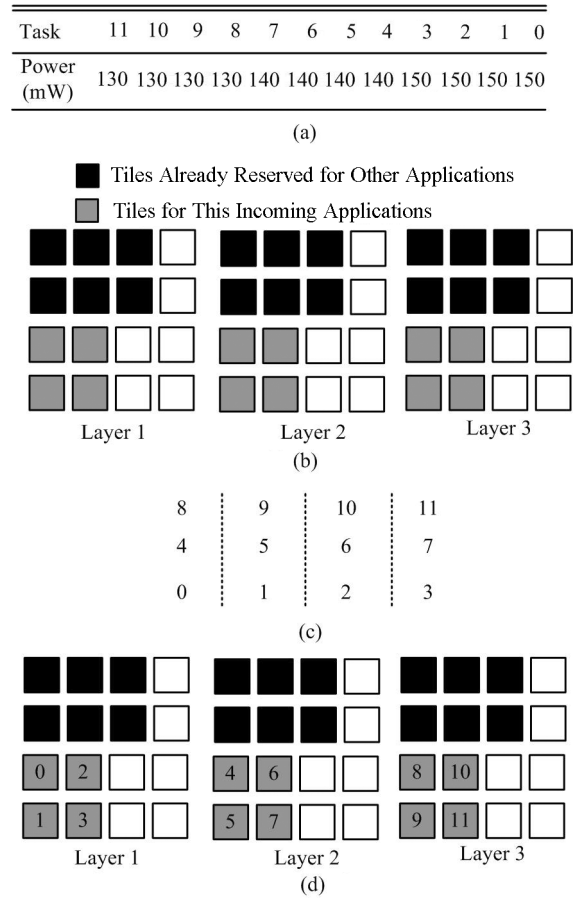 Task 11 10 9 8 7 6 5 4 3 2 1 0
Power (mW) 130 130 130 130 140 140 140 140 150 150 150 150
(a)
Tiles Already Reserved for Other Applications
Tiles for This Incoming Applications
Layer 1 Layer 2 Layer 3
(b)
8 9 10 11
4 5 6 7
0 1 2 3
(c)
0 2 4 6 8 10
1 3 5 7 9 11
Layer 1 Layer 2 Layer 3
(d)